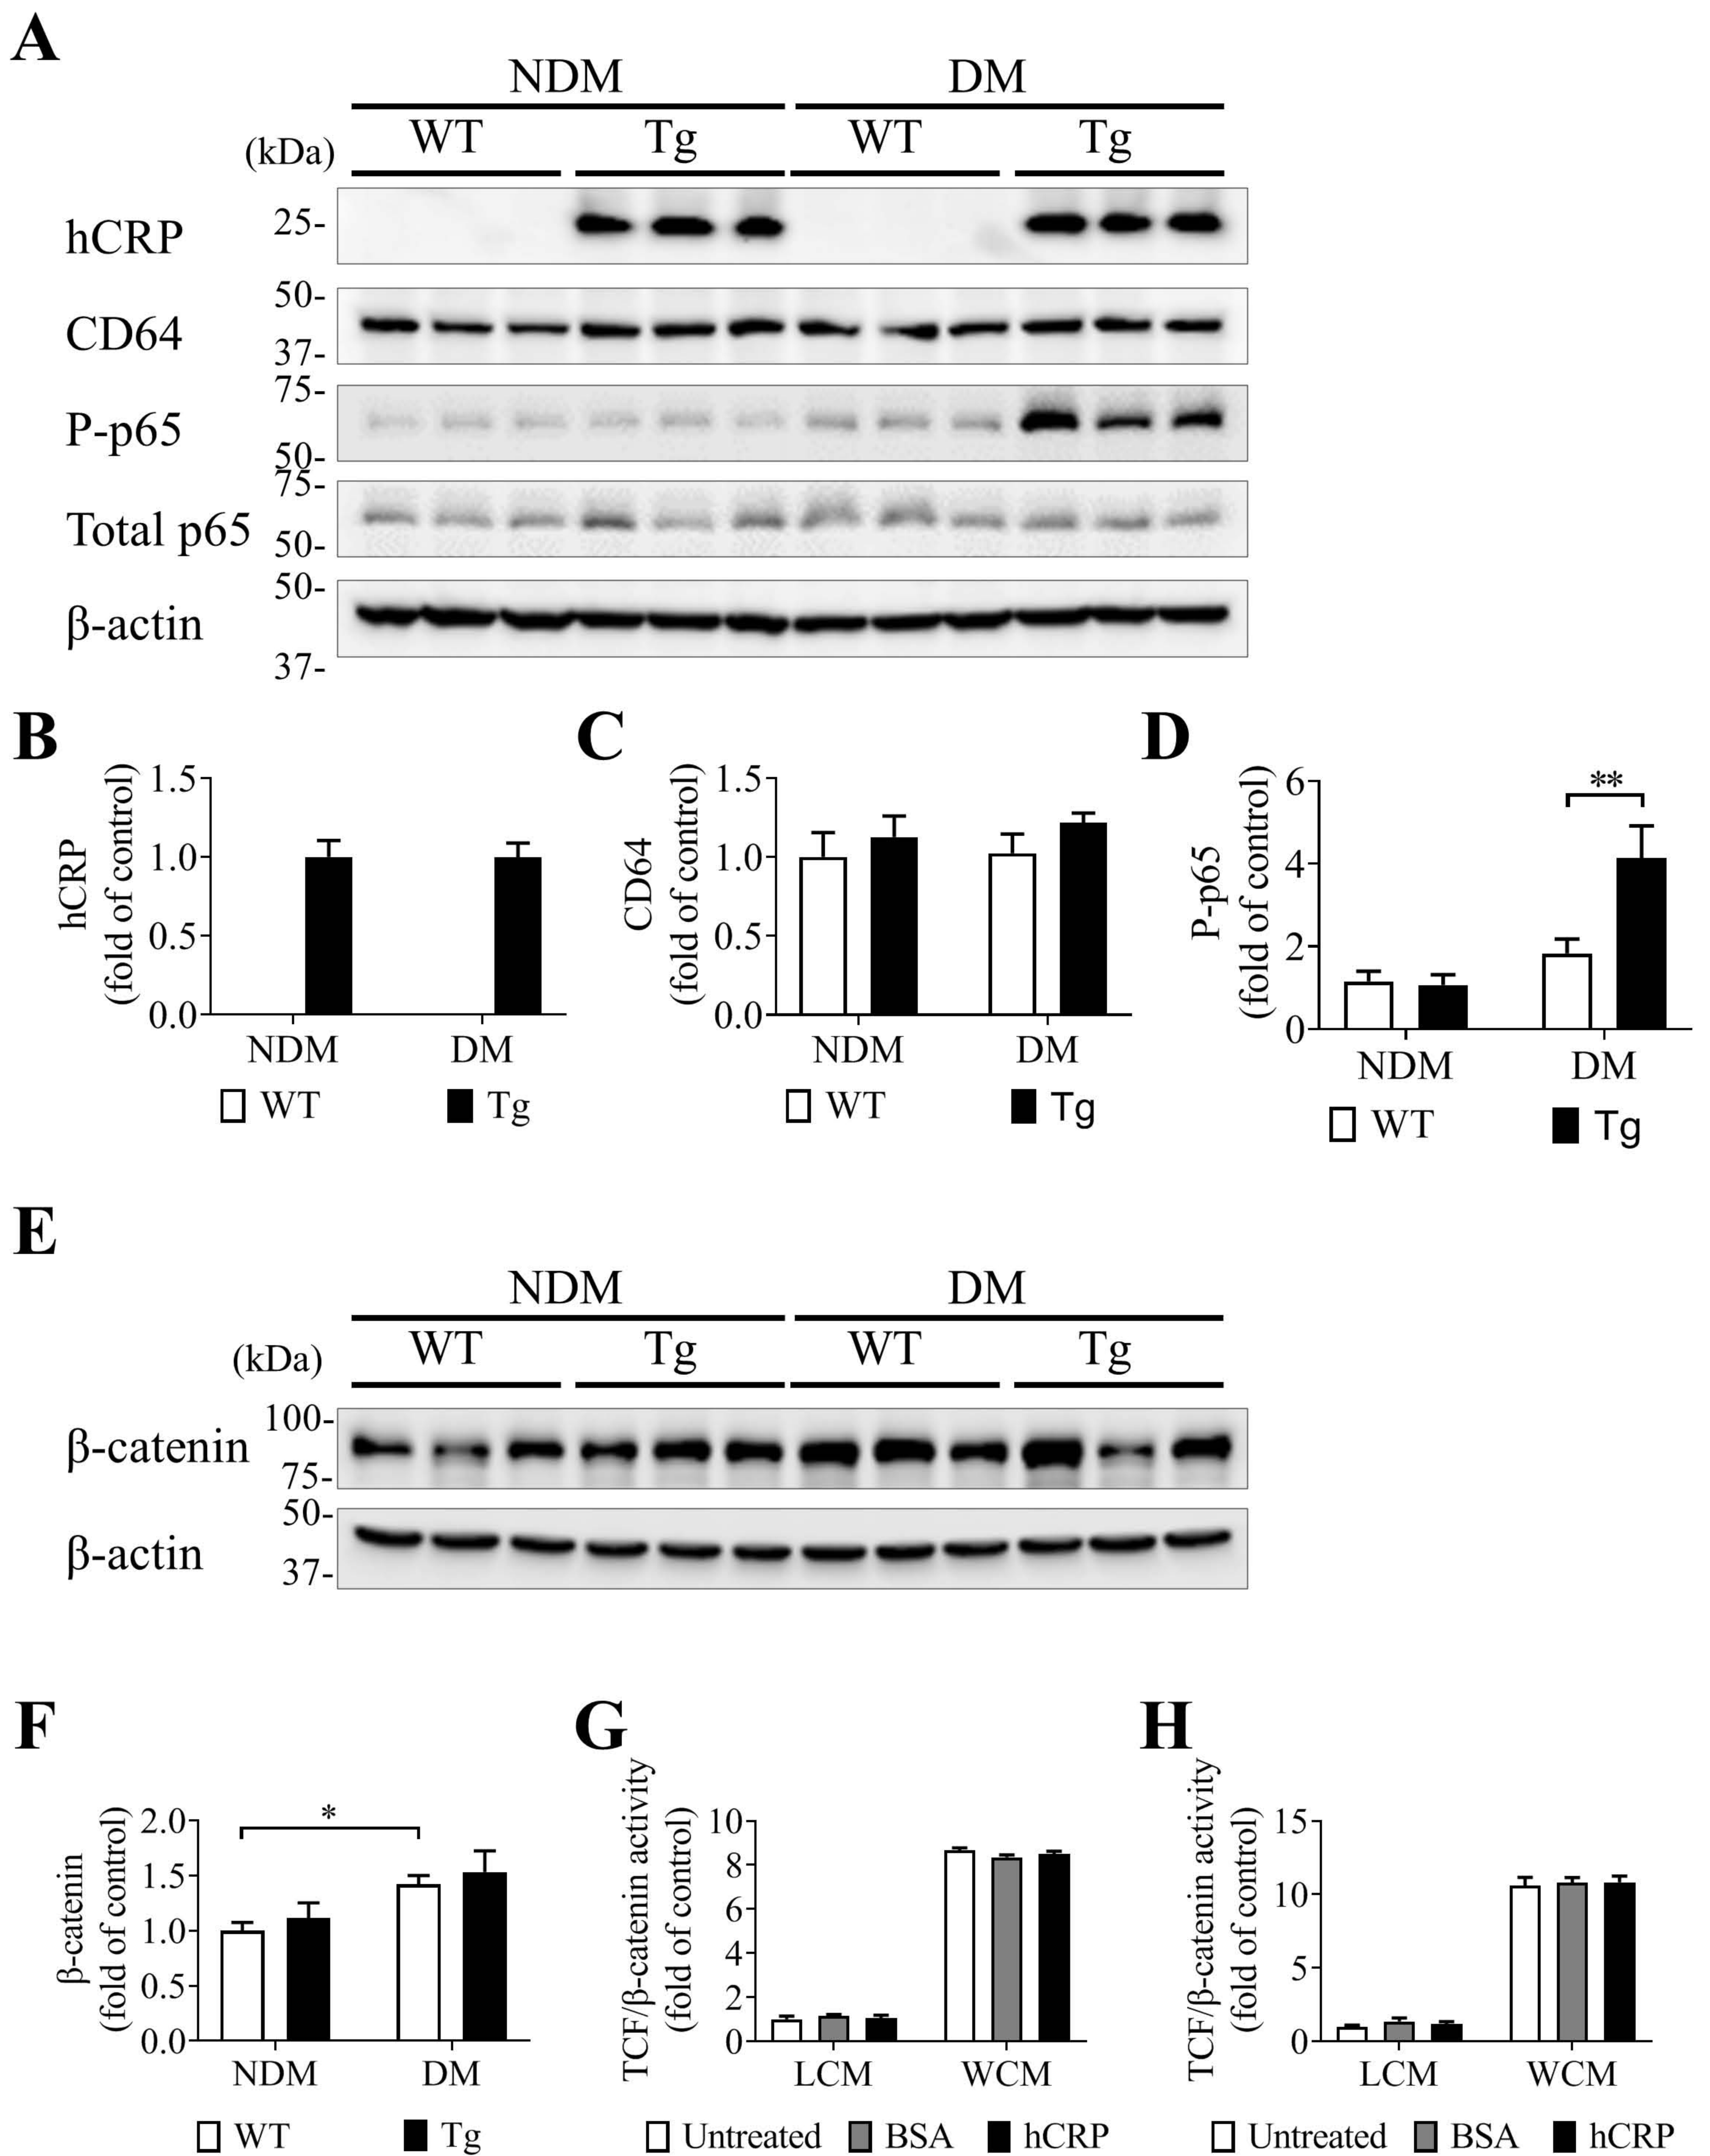 A
NDM DM
(kDa) WT Tg WT Tg
hCRP 25-
50-
CD64
37-
75-
P-p65
50-
75-
Total p65
50-
50-
β-actin
37-
B C D
hCRP
(fold of control)
1.5
1.0
0.5
0.0
NDM DM
WT Tg
CD64
(fold of control)
1.5
1.0
0.5
0.0
NDM DM
WT Tg
P-p65
(fold of control)
6
4
2
0
**
NDM DM
WT Tg
E
NDM DM
(kDa) WT Tg WT Tg
100-
β-catenin
75-
50-
β-actin
37-
F G H
β-catenin
(fold of control)
2.0
1.5
1.0
0.5
0.0
*
NDM DM
WT Tg
TCF/β-catenin activity
(fold of control)
10
8
6
4
2
0
LCM WCM
Untreated BSA hCRP
TCF/β-catenin activity
(fold of control)
15
10
5
0
LCM WCM
Untreated BSA hCRP